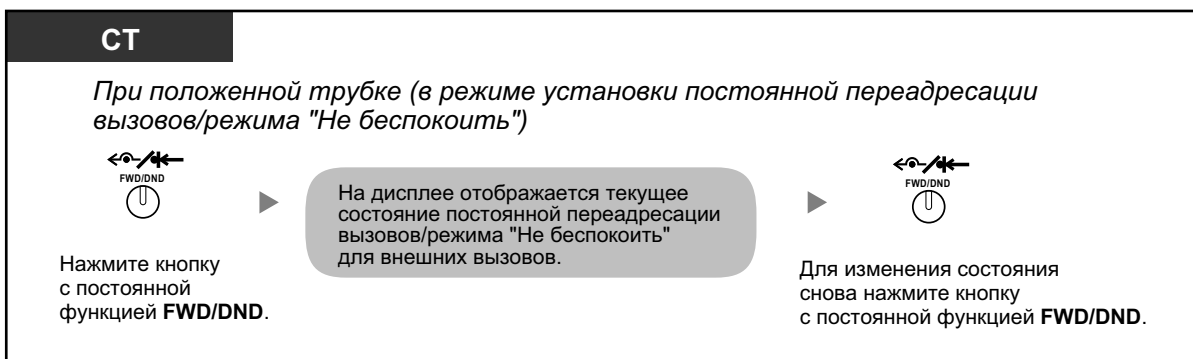 СТ
При положенной трубке (в режиме установки постоянной переадресации
вызовов/режима "Не беспокоить")
FWD/DND
Нажмите кнопку
с постоянной
функцией FWD/DND.
На дисплее отображается текущее
состояние постоянной переадресации
вызовов/режима "Не беспокоить"
для внешних вызовов.
FWD/DND
Для изменения состояния
снова нажмите кнопку
с постоянной функцией FWD/DND.